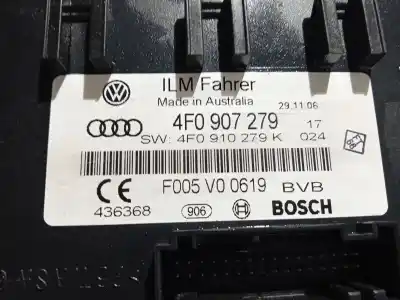 ILM Fahrer
Made in Australia
29.11.06
4F0 907 279 17
SW: 4F0 910 279 K 024
F005 V0 0619 BVB
436368 906 BOSCH